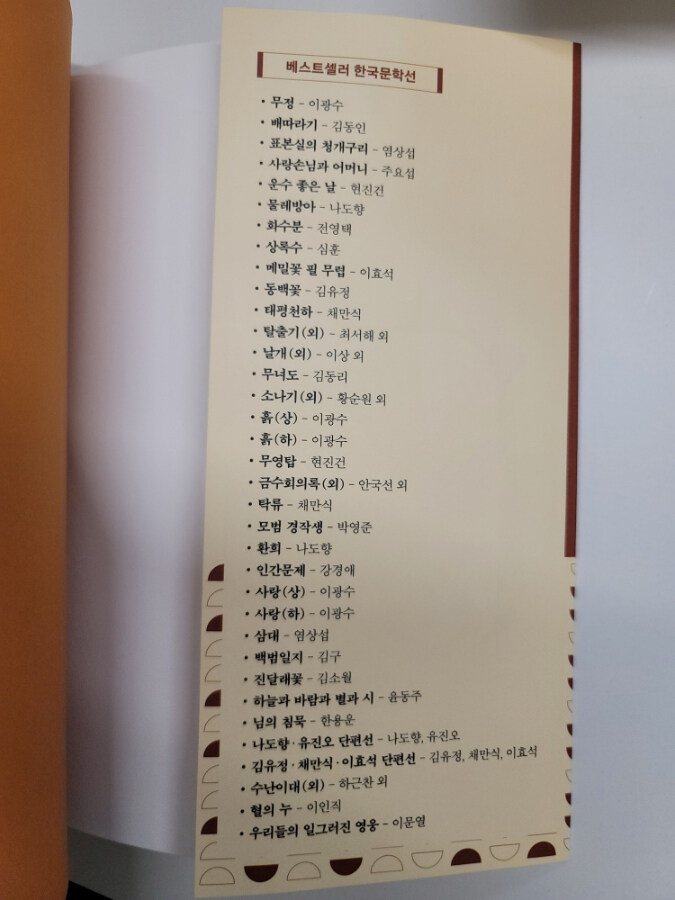 베스트셀러 한국문학선
• 무정 – 이광수
• 배따라기 – 김동인
• 표본실의 청개구리 – 염상섭
• 사랑손님과 어머니 – 주요섭
• 운수 좋은 날 – 현진건
• 물레방아 – 나도향
• 화수분 – 전영택
• 상록수 – 심훈
• 메밀꽃 필 무렵 – 이효석
• 동백꽃 – 김유정
• 태평천하 – 채만식
• 탈출기(외) – 최서해 외
• 날개(외) – 이상 외
• 무녀도 – 김동리
• 소나기(외) – 황순원 외
• 흙(상) – 이광수
• 흙(하) – 이광수
• 무영탑 – 현진건
• 금수회의록(외) – 안국선 외
• 탁류 – 채만식
• 모범 경작생 – 박영준
• 환희 – 나도향
• 인간문제 – 강경애
• 사랑(상) – 이광수
• 사랑(하) – 이광수
• 삼대 – 염상섭
• 백범일지 – 김구
• 진달래꽃 – 김소월
• 하늘과 바람과 별과 시 – 윤동주
• 님의 침묵 – 한용운
• 나도향·유진오 단편선 – 나도향, 유진오
• 김유정·채만식·이효석 단편선 – 김유정, 채만식, 이효석
• 수난이대(외) – 하근찬 외
• 혈의 누 – 이인직
• 우리들의 일그러진 영웅 – 이문열